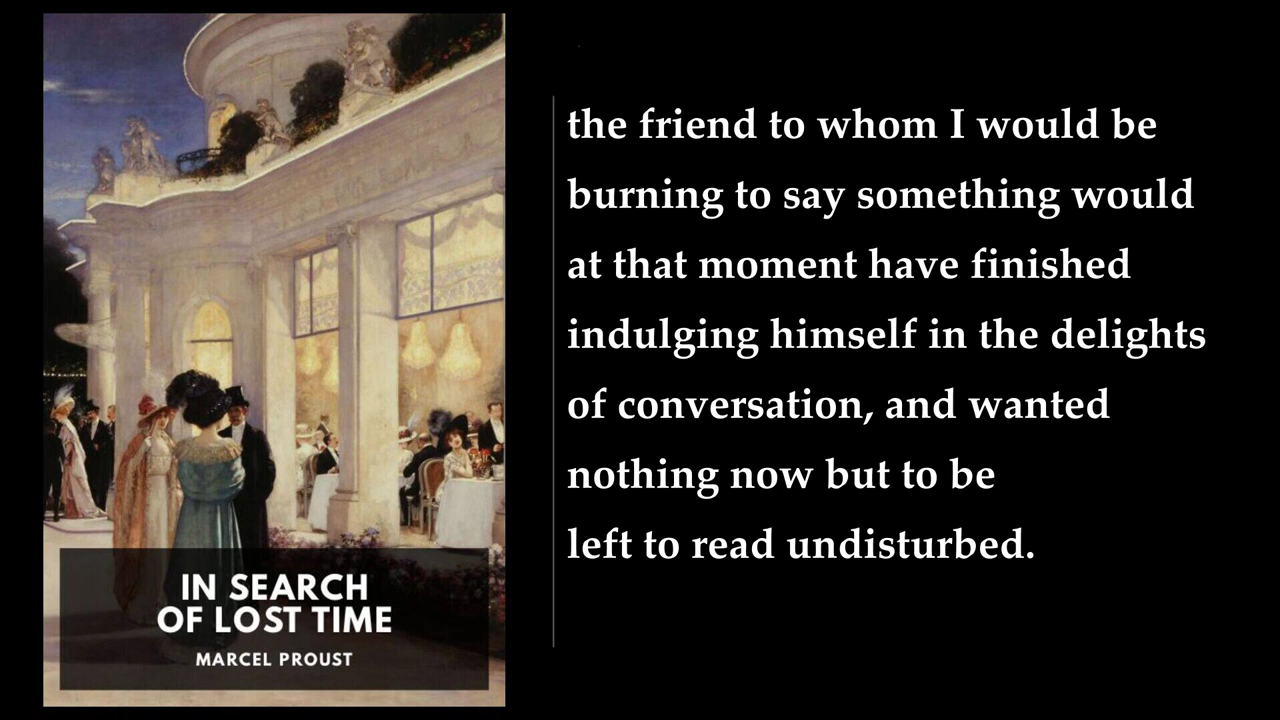 IN SEARCH
OF LOST TIME
MARCEL PROUST
the friend to whom I would be
burning to say something would
at that moment have finished
indulging himself in the delights
of conversation, and wanted
nothing now but to be
left to read undisturbed.